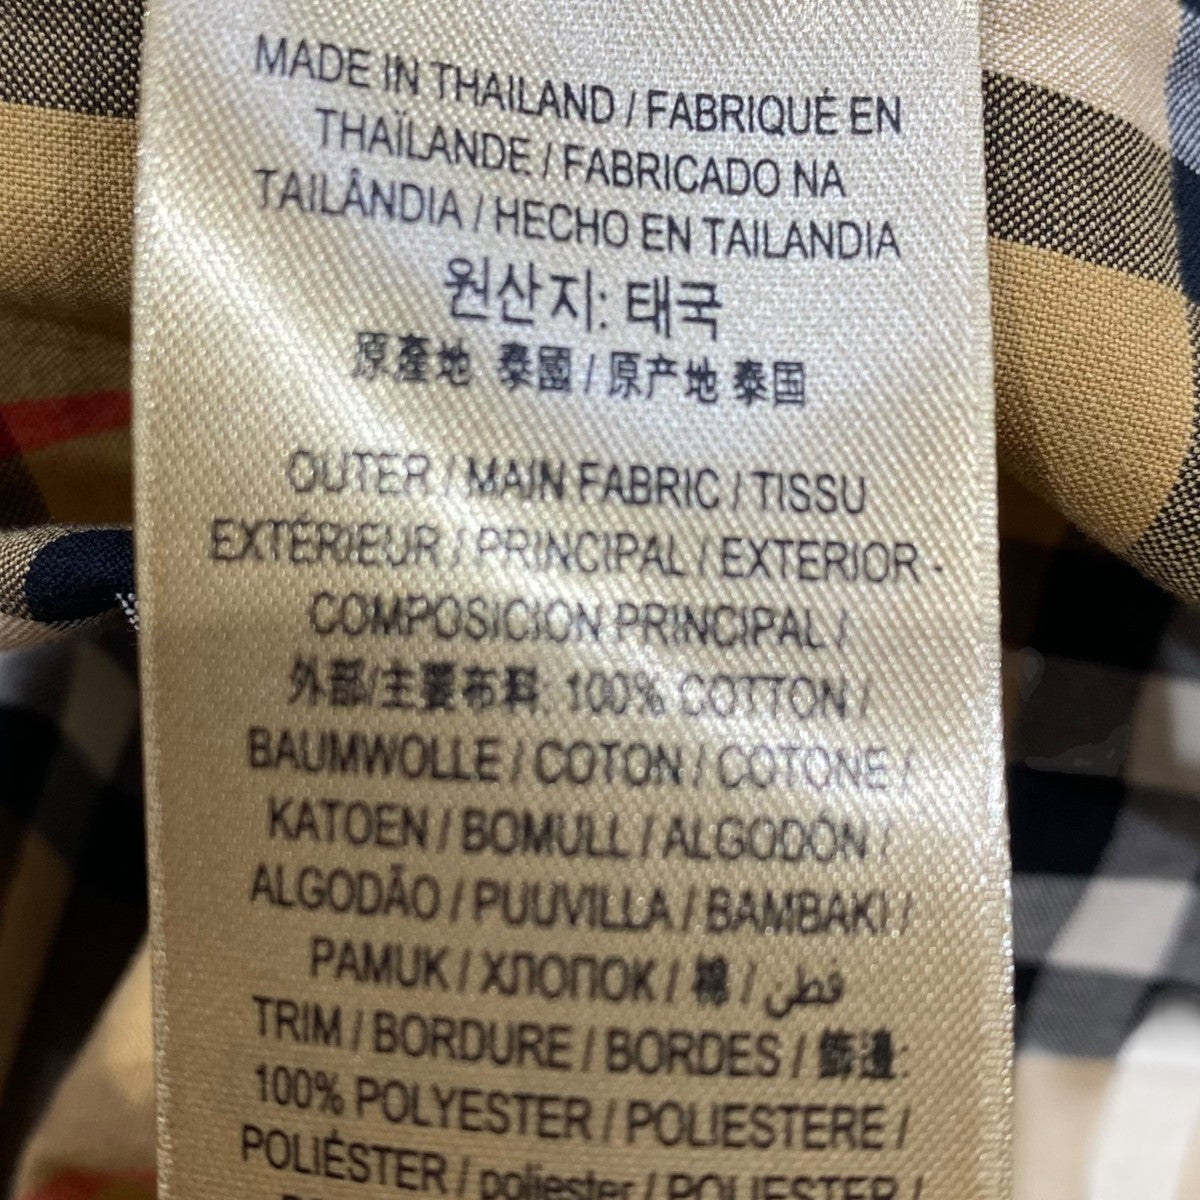 MADE IN THAILAND / FABRIQUÉ EN
THAÏLANDE / FABRICADO NA
TAILÂNDIA / HECHO EN TAILANDIA
원산지: 태국
原產地 泰國 / 原产地 泰国
OUTER / MAIN FABRIC / TISSU
EXTÉRIEUR / PRINCIPAL / EXTERIOR -
COMPOSICION PRINCIPAL /
外部/主要布料: 100% COTTON /
BAUMWOLLE / COTON / COTONE /
KATOEN / BOMULL / ALGODÓN /
ALGODÃO / PUUVILLA / BAMBAKI /
PAMUK / ХЛОПОК / 棉 / قطن
TRIM / BORDURE / BORDES / 飾邊:
100% POLYESTER / POLIESTERE /
POLIÉSTER / poliester / POLIESTER /